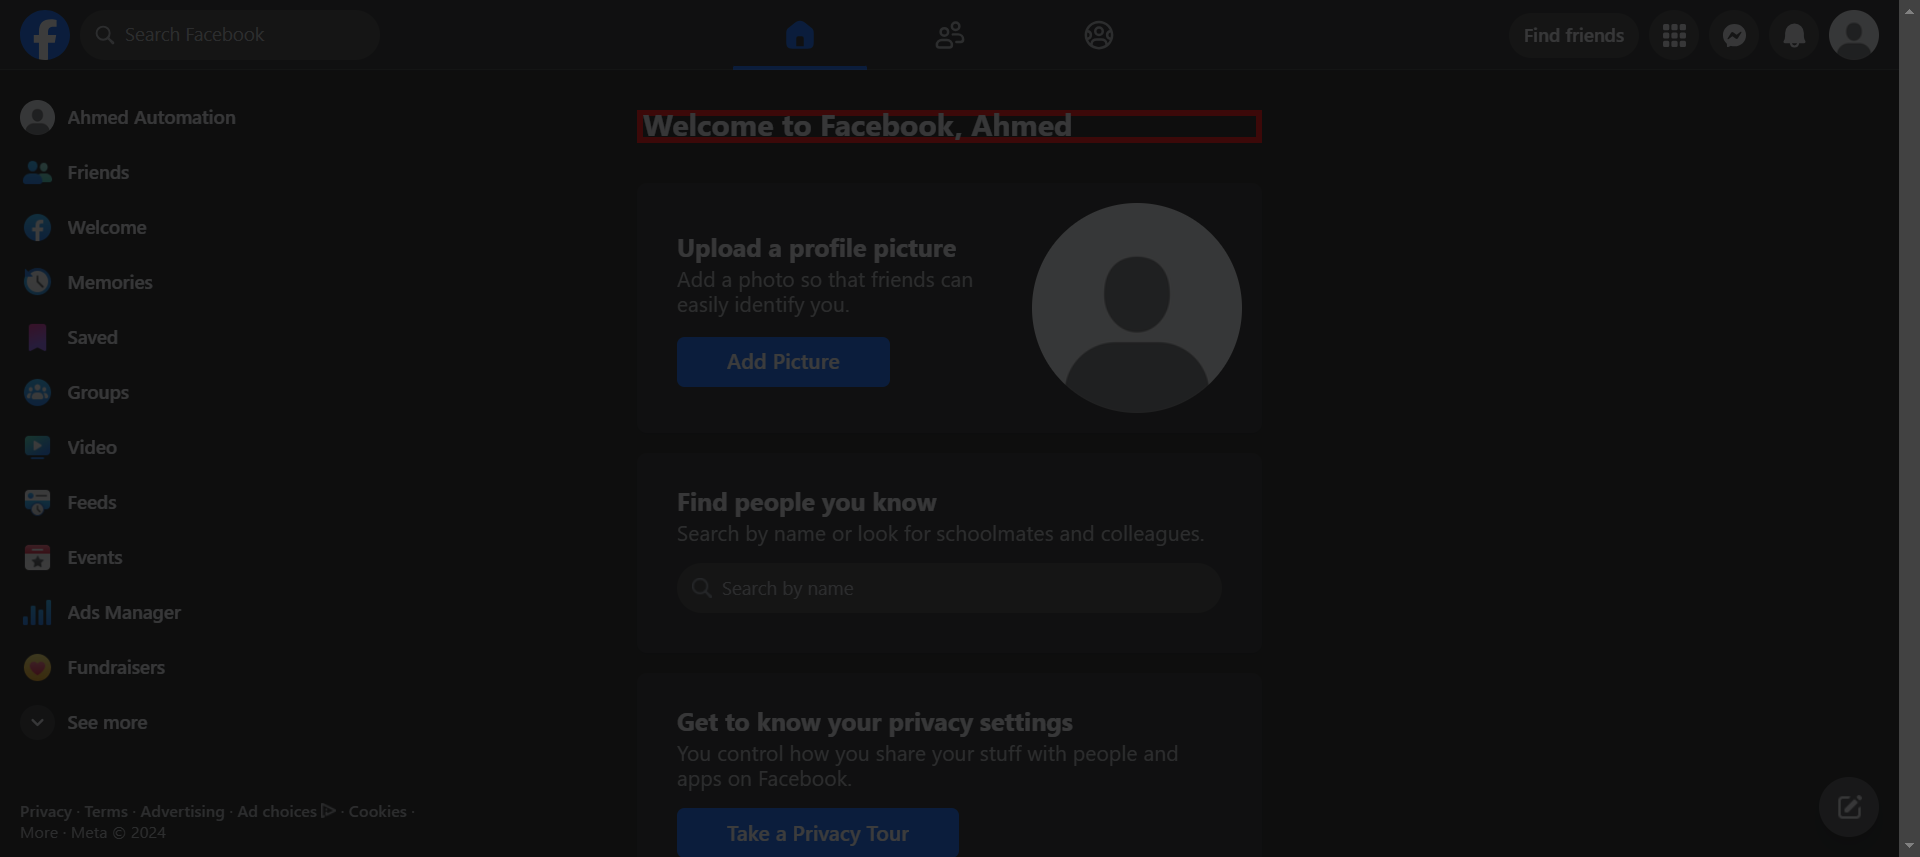 Search Facebook
Find friends
Ahmed Automation
Friends
Welcome
Memories
Saved
Groups
Video
Feeds
Events
Ads Manager
Fundraisers
See more
Privacy · Terms · Advertising · Ad choices · Cookies ·
More · Meta © 2024
Welcome to Facebook, Ahmed
Upload a profile picture
Add a photo so that friends can
easily identify you.
Add Picture
Find people you know
Search by name or look for schoolmates and colleagues.
Search by name
Get to know your privacy settings
You control how you share your stuff with people and
apps on Facebook.
Take a Privacy Tour